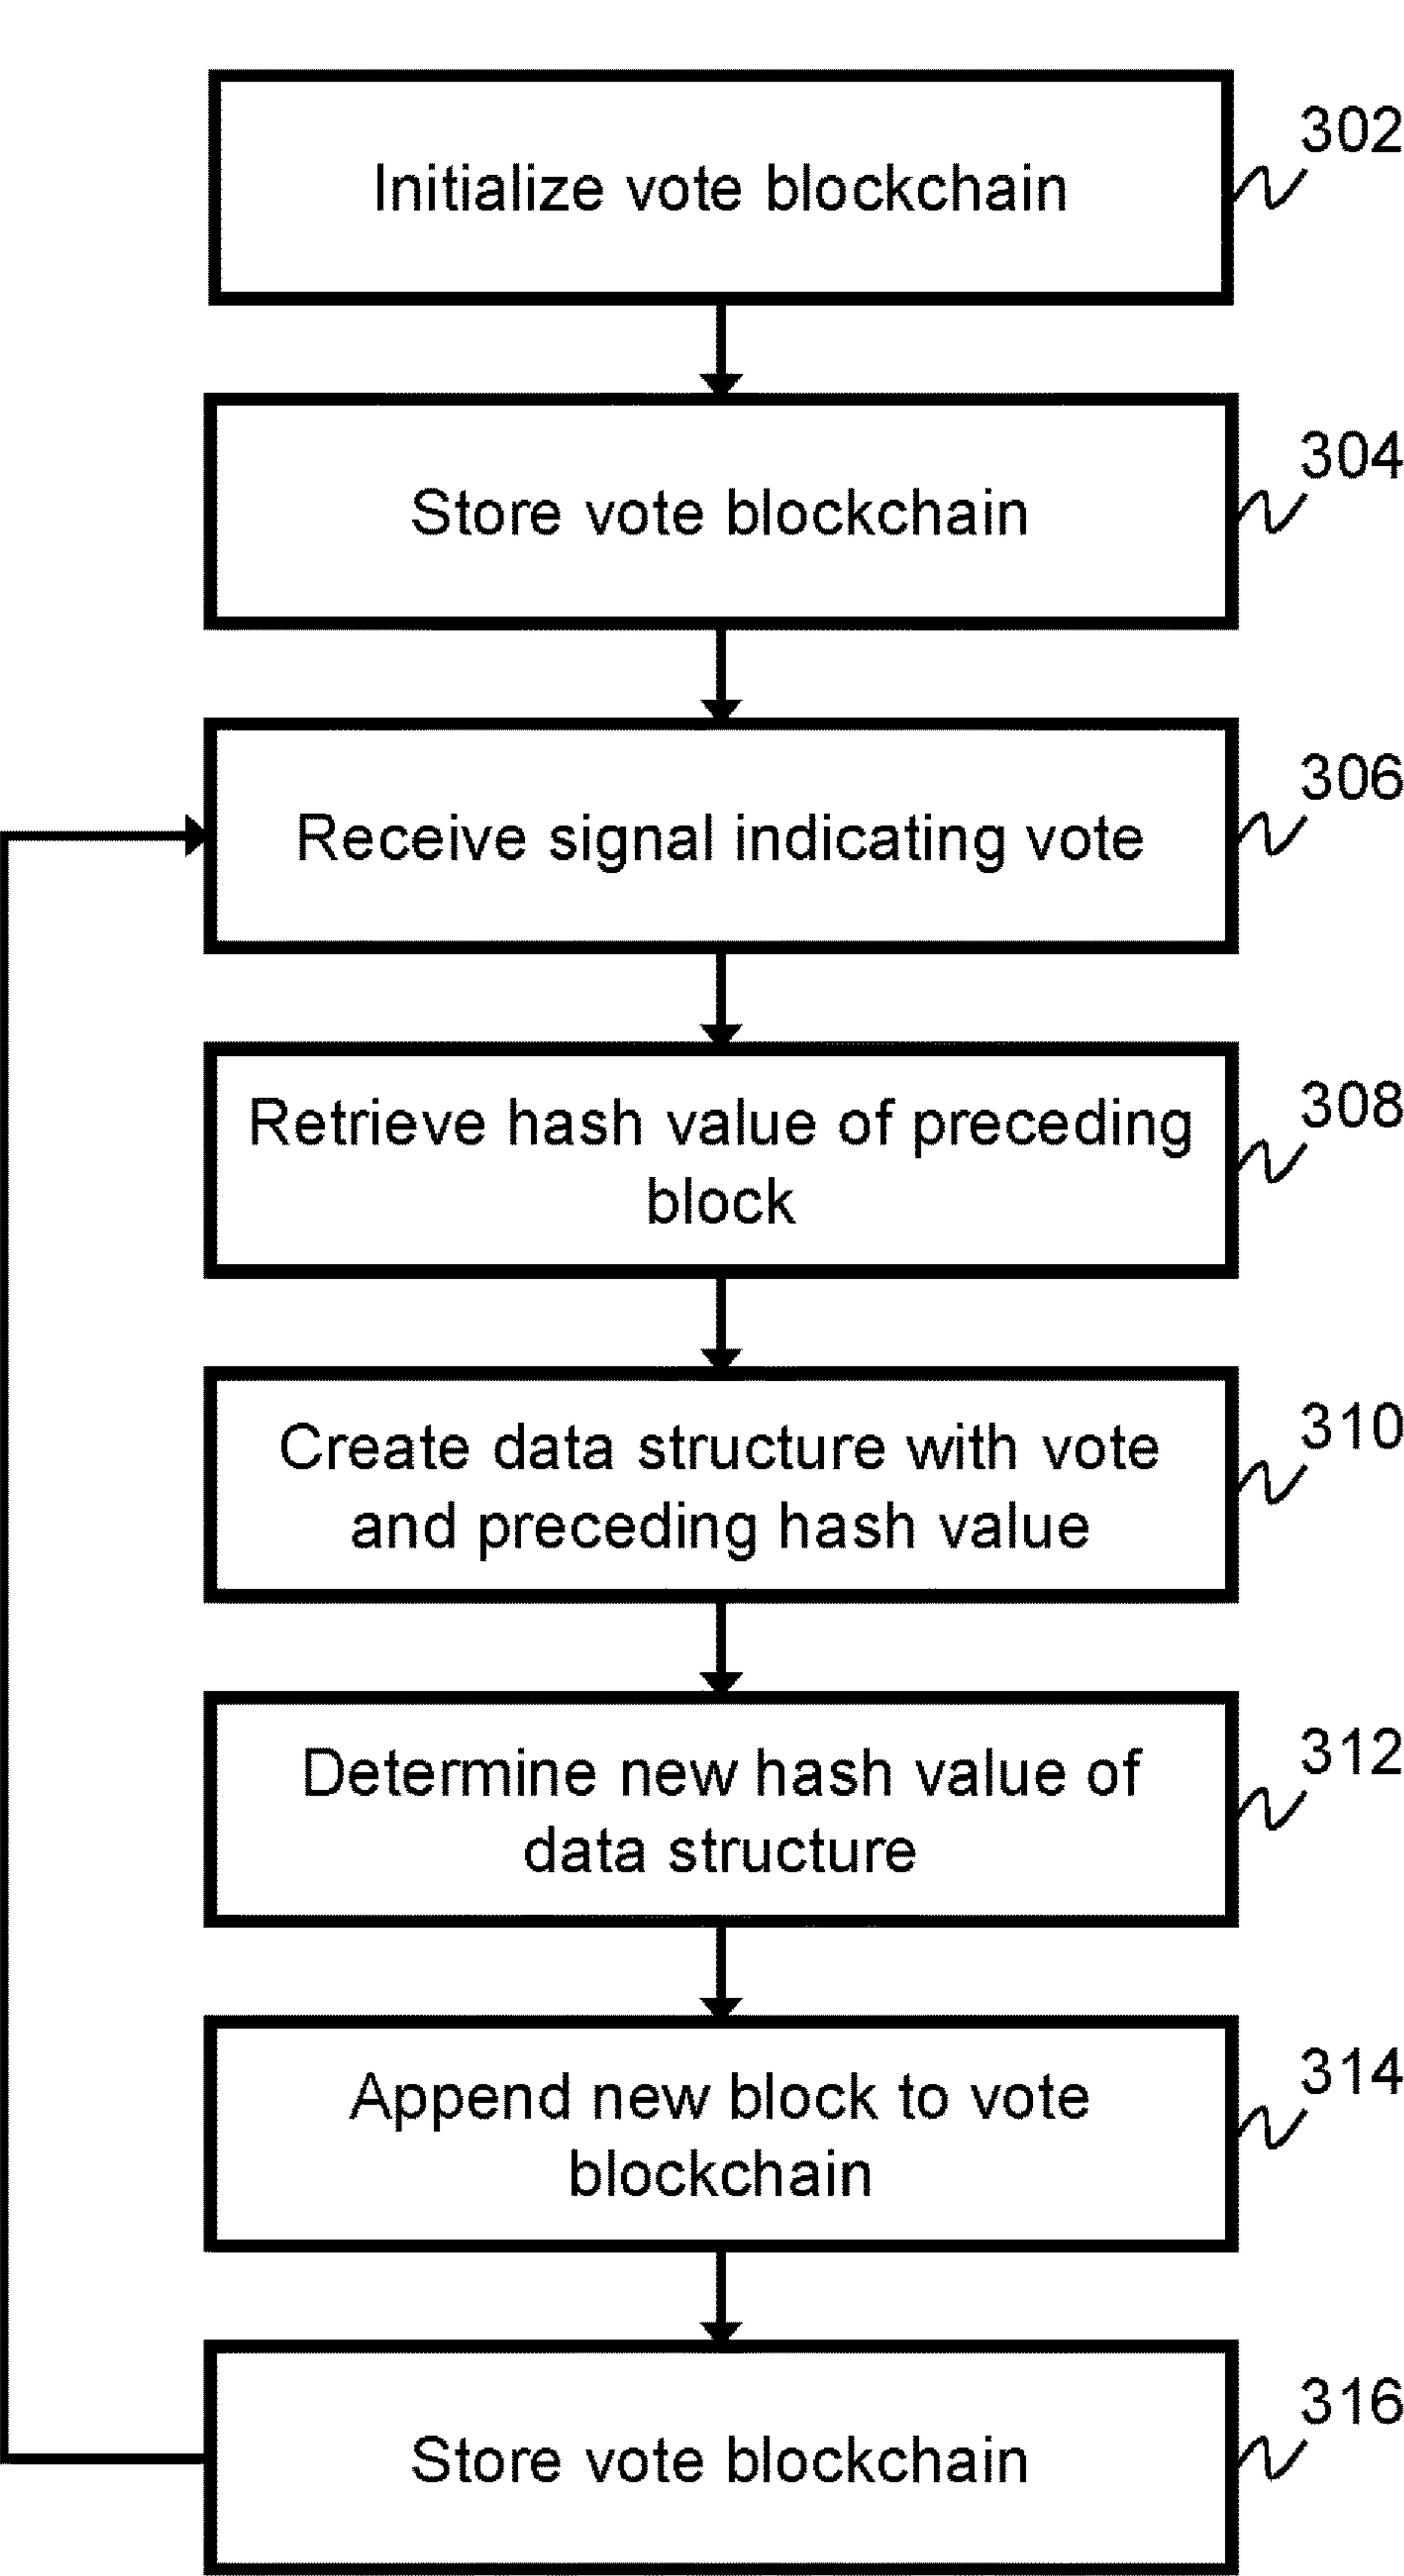 302
Initialize vote blockchain
304
Store vote blockchain
306
Receive signal indicating vote
308
Retrieve hash value of preceding
block
310
Create data structure with vote
and preceding hash value
312
Determine new hash value of
data structure
314
Append new block to vote
blockchain
316
Store vote blockchain